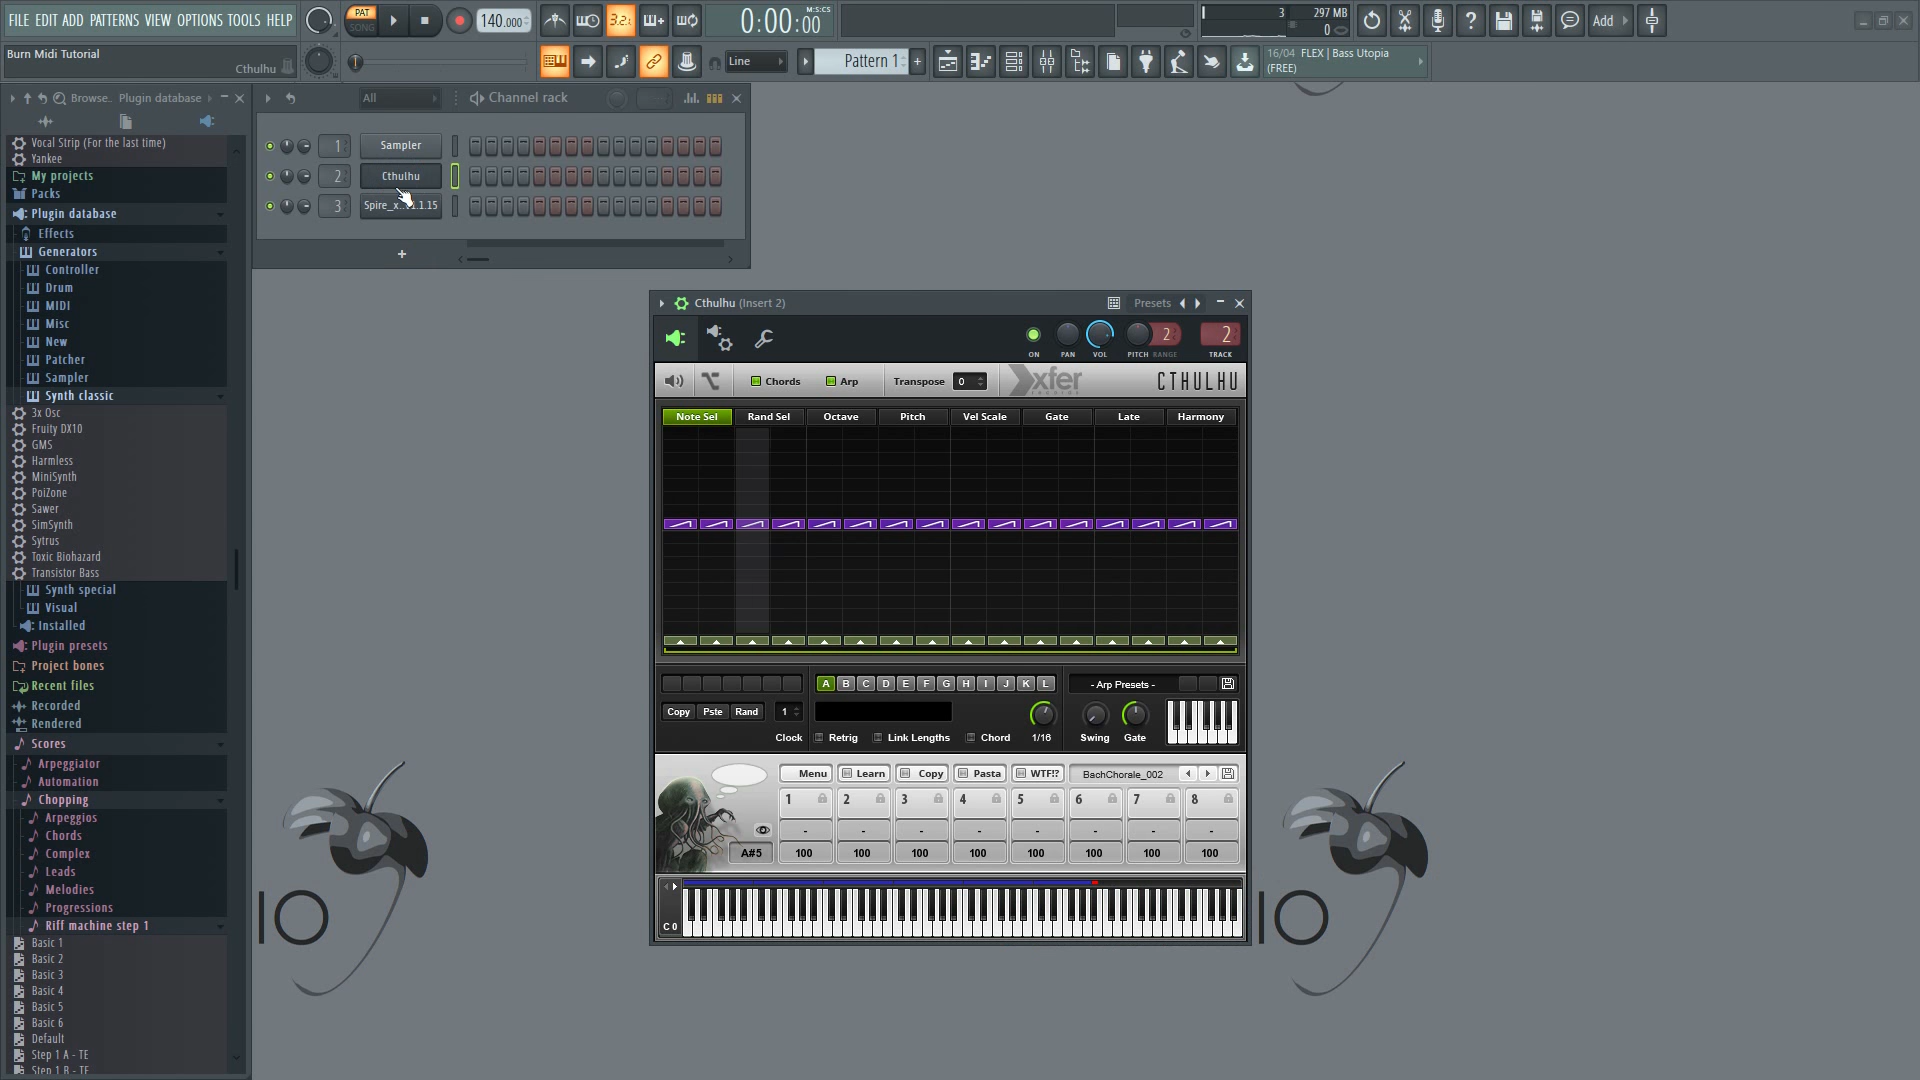 FILE EDIT ADD PATTERNS VIEW OPTIONS TOOLS HELP
PAT
SONG
140.000
3.2.
0:00:00
M:S:CS
3
297 MB
0
Add
Burn Midi Tutorial
Cthulhu
Line
Pattern 1
+
16/04 FLEX | Bass Utopia
(FREE)
Browse.. Plugin database
All
Channel rack
1 Sampler
2 Cthulhu
3
+
Vocal Strip (For the last time)
Yankee
My projects
Packs
Plugin database
Effects
Generators
Controller
Drum
MIDI
Misc
New
Patcher
Sampler
Synth classic
3x Osc
Fruity DX10
GMS
Harmless
MiniSynth
PoiZone
Sawer
SimSynth
Sytrus
Toxic Biohazard
Transistor Bass
Synth special
Visual
Installed
Plugin presets
Project bones
Recent files
Recorded
Rendered
Scores
Arpeggiator
Automation
Chopping
Arpeggios
Chords
Complex
Leads
Melodies
Progressions
Riff machine step 1
Basic 1
Basic 2
Basic 3
Basic 4
Basic 5
Basic 6
Default
Step 1 A - TE
Step 1 B - TE
Cthulhu (Insert 2)
Presets
2 2
ON PAN VOL PITCH RANGE TRACK
Chords Arp Transpose 0 xfer RECORDS CTHULHU
Note Sel Rand Sel Octave Pitch Vel Scale Gate Late Harmony
A B C D E F G H I J K L - Arp Presets -
Copy Pste Rand 1
Clock Retrig Link Lengths Chord 1/16 Swing Gate
Menu Learn Copy Pasta WTF!? BachChorale_002
1 2 3 4 5 6 7 8
- - - - - - - -
A#5 100 100 100 100 100 100 100 100
C 0
IO
IO